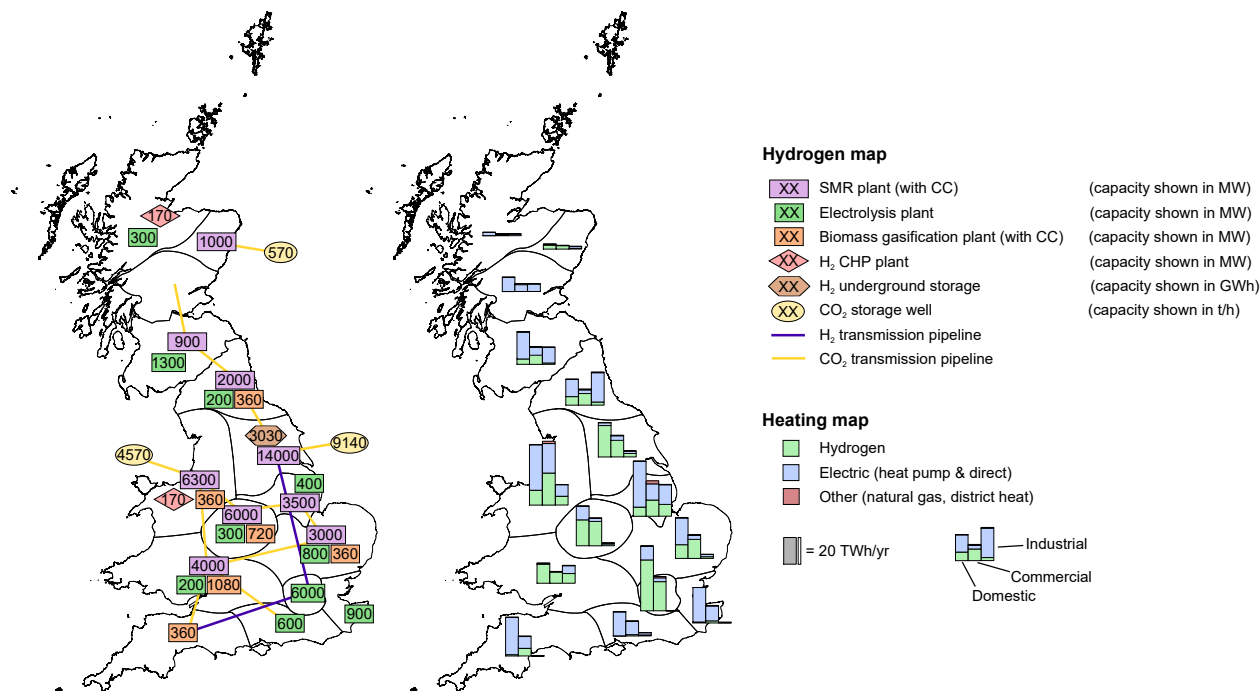 170
300
1000
570
900
1300
2000
200 360
3030
9140
14000
4570
6300
400
170 360
3500
6000
300 720
3000
800 360
4000
200 1080
6000
900
600
360
Hydrogen map
XX SMR plant (with CC) (capacity shown in MW)
XX Electrolysis plant (capacity shown in MW)
XX Biomass gasification plant (with CC) (capacity shown in MW)
XX H₂ CHP plant (capacity shown in MW)
XX H₂ underground storage (capacity shown in GWh)
XX CO₂ storage well (capacity shown in t/h)
H₂ transmission pipeline
CO₂ transmission pipeline
Heating map
Hydrogen
Electric (heat pump & direct)
Other (natural gas, district heat)
= 20 TWh/yr
Industrial
Commercial
Domestic